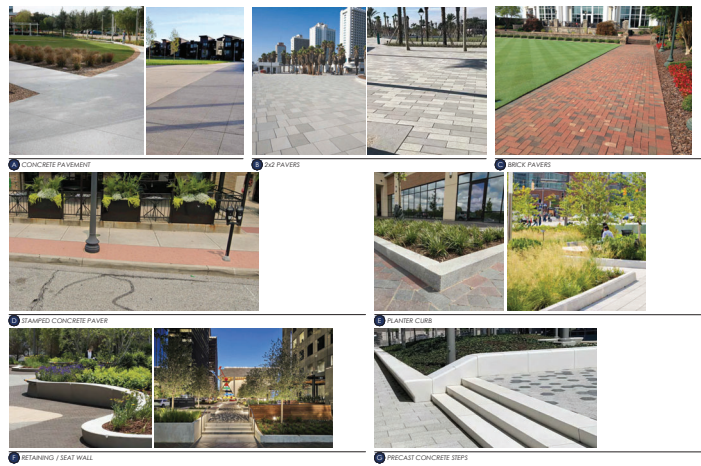 A CONCRETE PAVEMENT
B 2x2 PAVERS
C BRICK PAVERS
D STAMPED CONCRETE PAVER
E PLANTER CURB
F RETAINING / SEAT WALL
G PRECAST CONCRETE STEPS